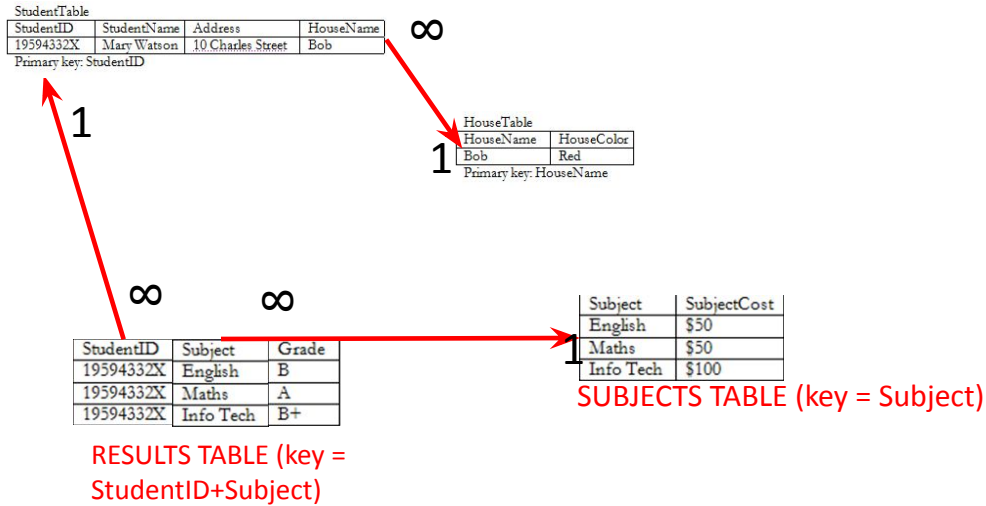 StudentTable
StudentID StudentName Address HouseName
19594332X Mary Watson 10 Charles Street Bob
Primary key: StudentID
∞
1
HouseTable
HouseName HouseColor
Bob Red
Primary key: HouseName
1
∞
∞
StudentID Subject Grade
19594332X English B
19594332X Maths A
19594332X Info Tech B+
RESULTS TABLE (key =
StudentID+Subject)
Subject SubjectCost
English $50
Maths $50
Info Tech $100
1
SUBJECTS TABLE (key = Subject)